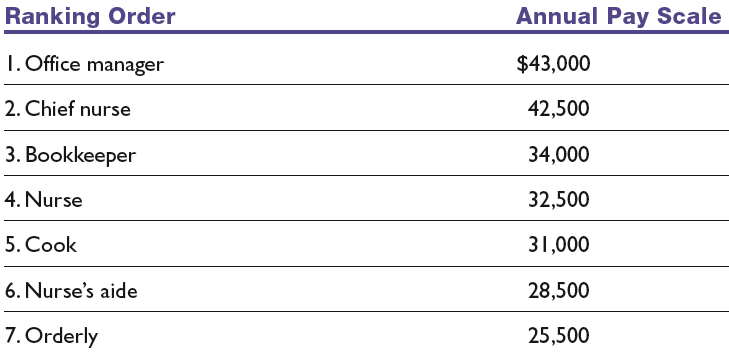 Ranking Order Annual Pay Scale
1. Office manager $43,000
2. Chief nurse 42,500
3. Bookkeeper 34,000
4. Nurse 32,500
5. Cook 31,000
6. Nurse's aide 28,500
7. Orderly 25,500